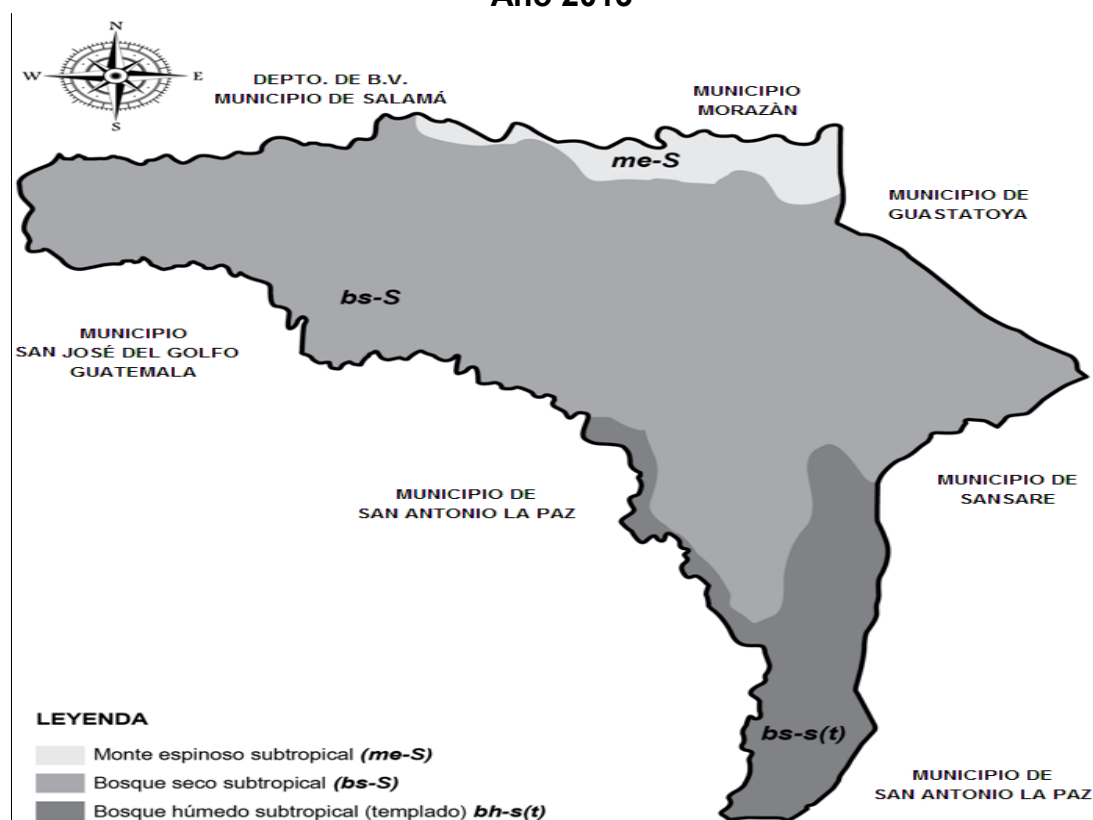 N
W
E
S
DEPTO. DE B.V.
MUNICIPIO DE SALAMÁ
MUNICIPIO
MORAZÀN
me-S
MUNICIPIO DE
GUASTATOYA
bs-S
MUNICIPIO
SAN JOSÉ DEL GOLFO
GUATEMALA
MUNICIPIO DE
SAN ANTONIO LA PAZ
MUNICIPIO DE
SANSARE
bs-s(t)
MUNICIPIO DE
SAN ANTONIO LA PAZ
LEYENDA
Monte espinoso subtropical (me-S)
Bosque seco subtropical (bs-S)
Bosque húmedo subtropical (templado) bh-s(t)